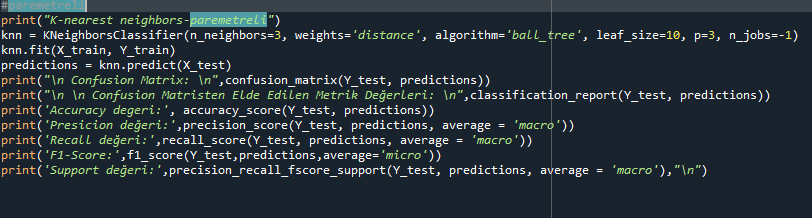 #paremetreli
print("K-nearest neighbors-paremetreli")
knn = KNeighborsClassifier(n_neighbors=3, weights='distance', algorithm='ball_tree', leaf_size=10, p=3, n_jobs=-1)
knn.fit(X_train, Y_train)
predictions = knn.predict(X_test)
print("\n Confusion Matrix: \n",confusion_matrix(Y_test, predictions))
print("\n \n Confusion Matristen Elde Edilen Metrik Değerleri: \n",classification_report(Y_test, predictions))
print('Accuracy degeri:', accuracy_score(Y_test, predictions))
print('Presicion değeri:',precision_score(Y_test, predictions, average = 'macro'))
print('Recall değeri:',recall_score(Y_test, predictions, average = 'macro'))
print('F1-Score:',f1_score(Y_test,predictions,average='micro'))
print('Support değeri:',precision_recall_fscore_support(Y_test, predictions, average = 'macro'),"\n")